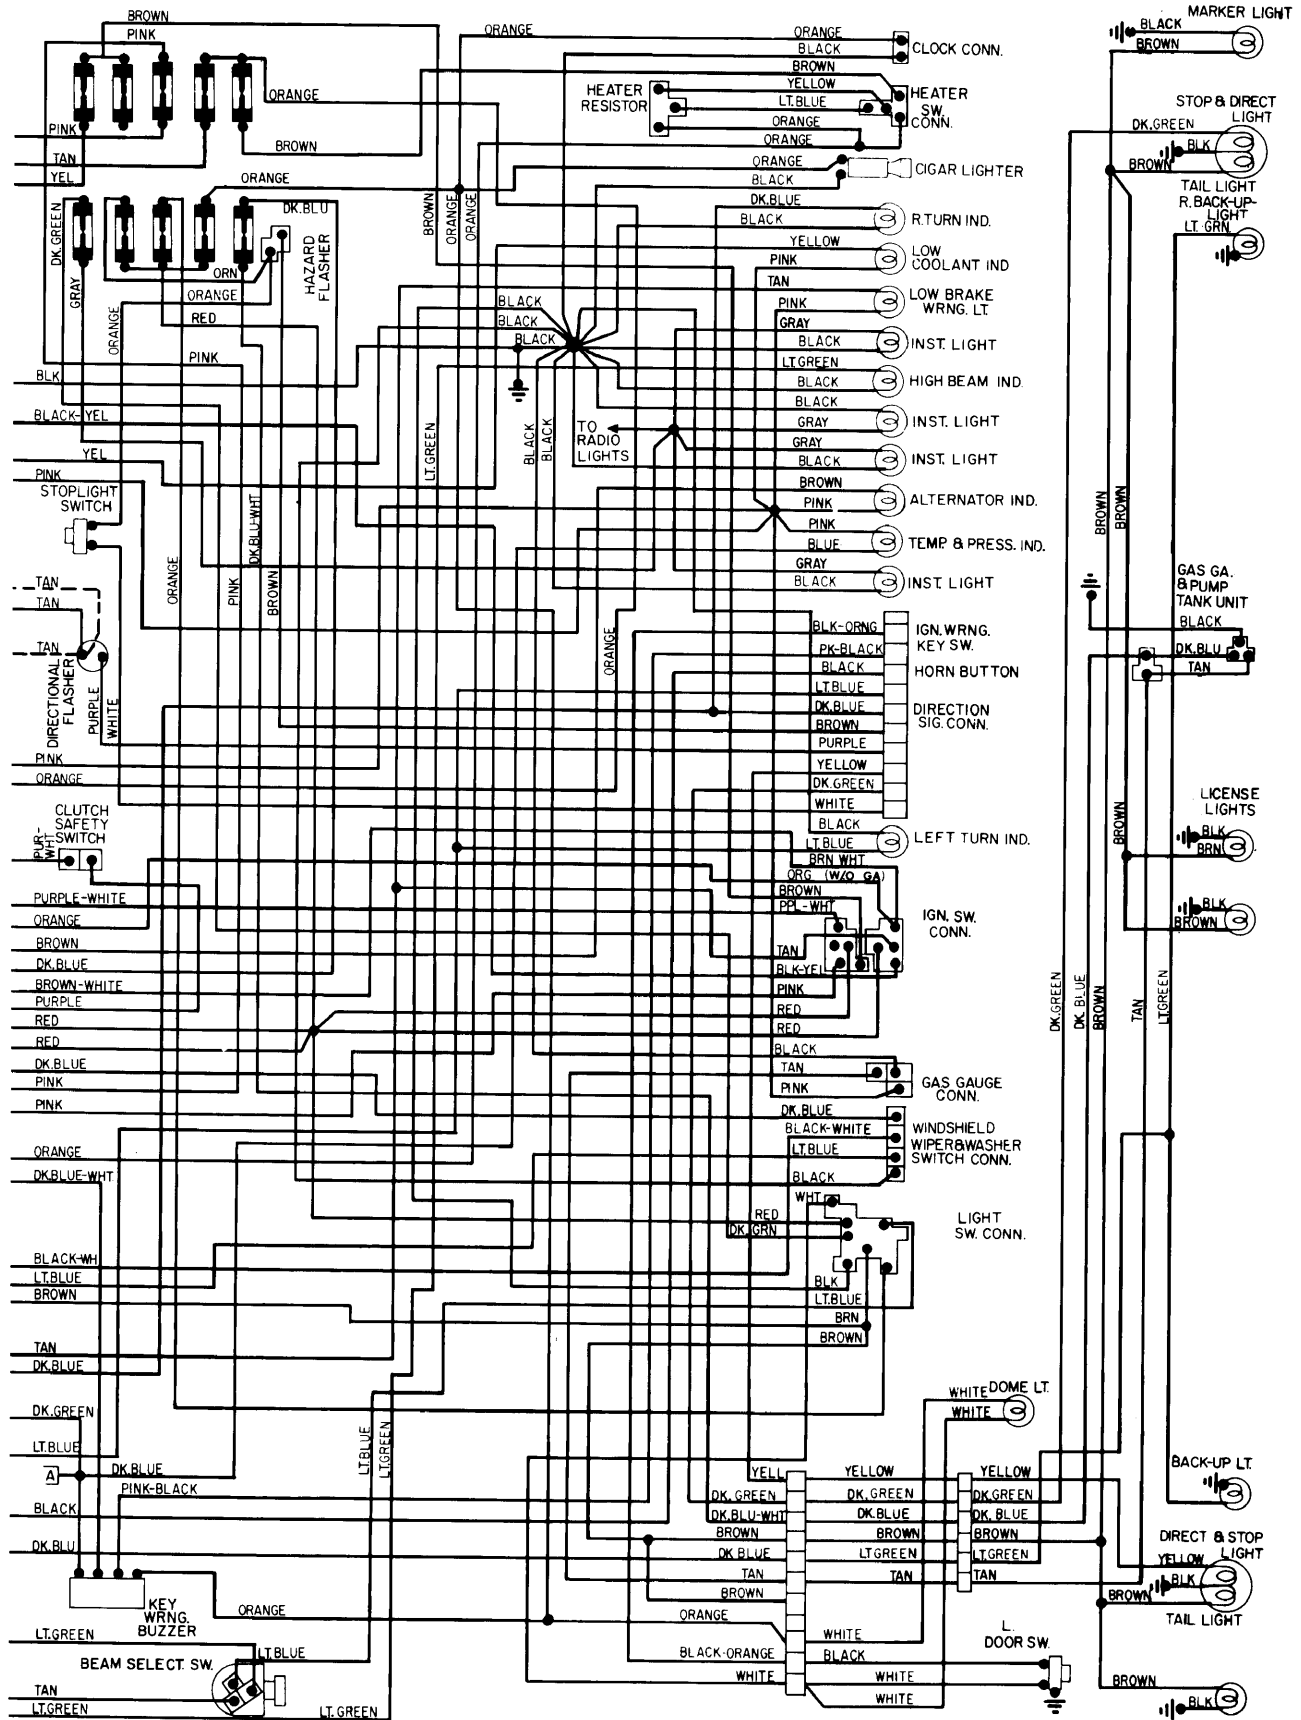 BROWN
PINK
ORANGE
ORANGE
BLACK
CLOCK CONN.
BROWN
YELLOW
HEATER
RESISTOR
LT.BLUE
HEATER
SW.
CONN.
ORANGE
ORANGE
ORANGE
BROWN
BLACK
BROWN
MARKER LIGHT
STOP & DIRECT
LIGHT
DK.GREEN
BLK
BROWN
TAIL LIGHT
R.BACK-UP-
LIGHT
LT. GRN.
PINK
TAN
YEL
ORANGE
ORANGE
BLACK
CIGAR LIGHTER
DK.GREEN
DK.BLU
HAZARD
FLASHER
BROWN
ORANGE
ORANGE
DK.BLUE
BLACK
R.TURN IND.
YELLOW
PINK
LOW
COOLANT IND
TAN
PINK
LOW BRAKE
WRNG. LT.
GRAY
ORN
ORANGE
ORANGE
RED
PINK
BLACK
BLACK
BLACK
GRAY
BLACK
INST. LIGHT
LT.GREEN
BLACK
HIGH BEAM IND.
BLACK
GRAY
INST. LIGHT
GRAY
BLACK
INST. LIGHT
TO
RADIO
LIGHTS
BLK
BLACK-YEL
YEL
PINK
STOPLIGHT
SWITCH
LT.GREEN
BLACK
BLACK
BROWN
PINK
ALTERNATOR IND.
PINK
BLUE
TEMP. & PRESS. IND.
GRAY
BLACK
INST. LIGHT
BROWN
BROWN
ORANGE
DK.BLU-WHT
PINK
BROWN
TAN
TAN
TAN
DIRECTIONAL
FLASHER
PURPLE
WHITE
ORANGE
BLK-ORNG
PK-BLACK
IGN. WRNG.
KEY SW.
BLACK
HORN BUTTON
LT.BLUE
DK.BLUE
BROWN
DIRECTION
SIG. CONN.
PURPLE
YELLOW
DK.GREEN
WHITE
GAS GA.
& PUMP
TANK UNIT
BLACK
DK.BLU
TAN
PINK
ORANGE
CLUTCH
SAFETY
SWITCH
PUR-
WHT
BLACK
LT.BLUE
LEFT TURN IND.
BRN WHT
ORG (W/O GA)
BROWN
PPL-WHT
IGN. SW.
CONN.
TAN
BLK-YEL
PINK
RED
RED
BROWN
LICENSE
LIGHTS
BLK
BRN
BLK
BROWN
PURPLE-WHITE
ORANGE
BROWN
DK.BLUE
BROWN-WHITE
PURPLE
RED
RED
DK.BLUE
PINK
PINK
BLACK
TAN
PINK
GAS GAUGE
CONN.
DK.GREEN
DK. BLUE
BROWN
TAN
LT.GREEN
DK.BLUE
BLACK-WHITE
LT.BLUE
BLACK
WINDSHIELD
WIPER&WASHER
SWITCH CONN.
ORANGE
DK.BLUE-WHT
WHT
RED
DK.GRN
LIGHT
SW. CONN.
BLK
LT.BLUE
BRN
BROWN
BLACK-WH
LT.BLUE
BROWN
TAN
DK.BLUE
DK.GREEN
LT.BLUE
A
DK.BLUE
PINK-BLACK
BLACK
DK.BLU
LT.BLUE
LT.GREEN
WHITE
DOME LT.
WHITE
YELL
YELLOW
YELLOW
DK. GREEN
DK. GREEN
DK.GREEN
DK.BLU-WHT
DK.BLUE
DK. BLUE
BROWN
BROWN
BROWN
DK BLUE
LT GREEN
LT.GREEN
TAN
TAN
TAN
BROWN
BACK-UP LT.
DIRECT & STOP
LIGHT
YELLOW
BLK
BROWN
TAIL LIGHT
KEY
WRNG.
BUZZER
ORANGE
ORANGE
WHITE
BLACK-ORANGE
BLACK
WHITE
WHITE
WHITE
L.
DOOR SW.
BROWN
BLK
LT.GREEN
BEAM SELECT. SW.
LT.BLUE
TAN
LT.GREEN
LT. GREEN